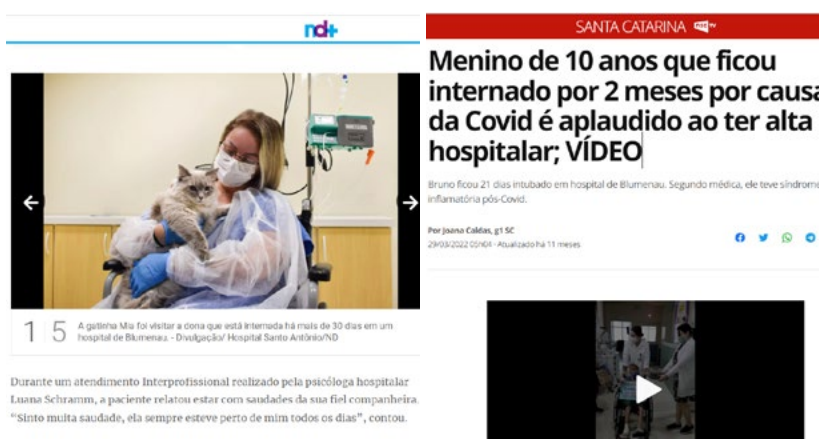 nd+
1 5
A gatinha Mia foi visitar a dona que está internada há mais de 30 dias em um
hospital de Blumenau. - Divulgação/ Hospital Santo Antônio/ND
Durante um atendimento Interprofissional realizado pela psicóloga hospitalar
Luana Schramm, a paciente relatou estar com saudades da sua fiel companheira.
“Sinto muita saudade, ela sempre esteve perto de mim todos os dias”, contou.
SANTA CATARINA
Menino de 10 anos que ficou
internado por 2 meses por causa
da Covid é aplaudido ao ter alta
hospitalar; VÍDEO
Bruno ficou 21 dias intubado em hospital de Blumenau. Segundo médica, ele teve síndrome
inflamatória pós-Covid.
Por Joana Caldas, g1 SC
29/03/2022 05h04 - Atualizado há 11 meses